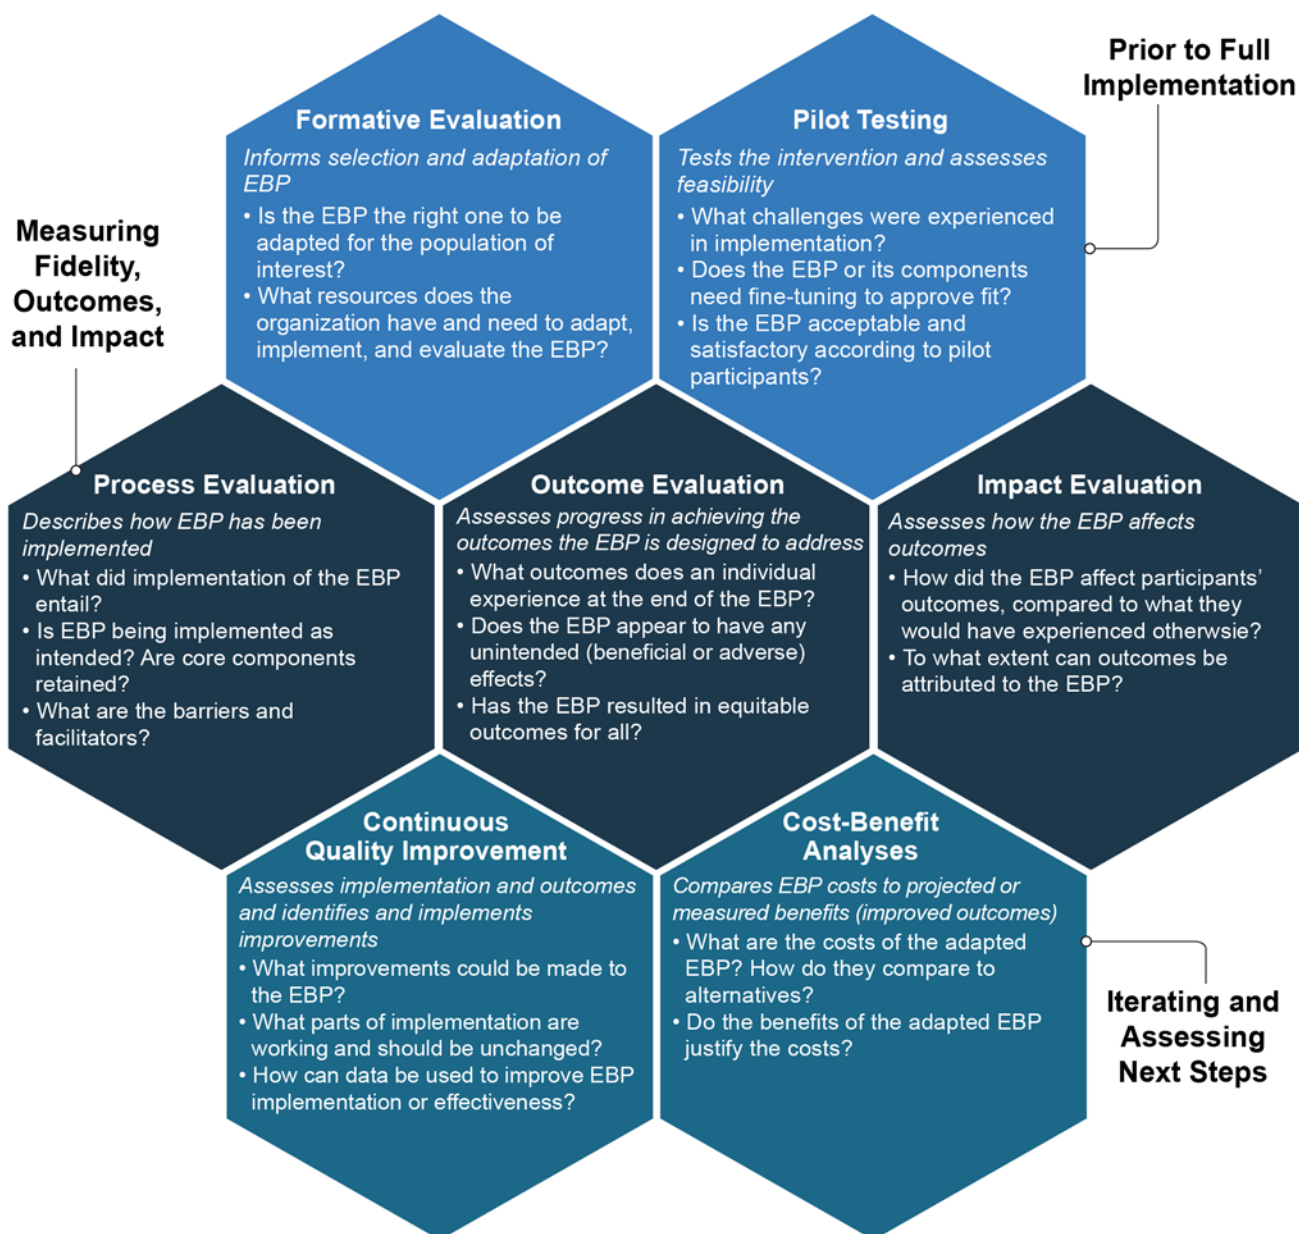 Prior to Full
Implementation
Formative Evaluation
Informs selection and adaptation of
EBP
• Is the EBP the right one to be
adapted for the population of
interest?
• What resources does the
organization have and need to adapt,
implement, and evaluate the EBP?
Pilot Testing
Tests the intervention and assesses
feasibility
• What challenges were experienced
in implementation?
• Does the EBP or its components
need fine-tuning to approve fit?
• Is the EBP acceptable and
satisfactory according to pilot
participants?
Measuring
Fidelity,
Outcomes,
and Impact
Process Evaluation
Describes how EBP has been
implemented
• What did implementation of the EBP
entail?
• Is EBP being implemented as
intended? Are core components
retained?
• What are the barriers and
facilitators?
Outcome Evaluation
Assesses progress in achieving the
outcomes the EBP is designed to address
• What outcomes does an individual
experience at the end of the EBP?
• Does the EBP appear to have any
unintended (beneficial or adverse)
effects?
• Has the EBP resulted in equitable
outcomes for all?
Impact Evaluation
Assesses how the EBP affects
outcomes
• How did the EBP affect participants’
outcomes, compared to what they
would have experienced otherwsie?
• To what extent can outcomes be
attributed to the EBP?
Continuous
Quality Improvement
Assesses implementation and outcomes
and identifies and implements
improvements
• What improvements could be made to
the EBP?
• What parts of implementation are
working and should be unchanged?
• How can data be used to improve EBP
implementation or effectiveness?
Cost-Benefit
Analyses
Compares EBP costs to projected or
measured benefits (improved outcomes)
• What are the costs of the adapted
EBP? How do they compare to
alternatives?
• Do the benefits of the adapted EBP
justify the costs?
Iterating and
Assessing
Next Steps